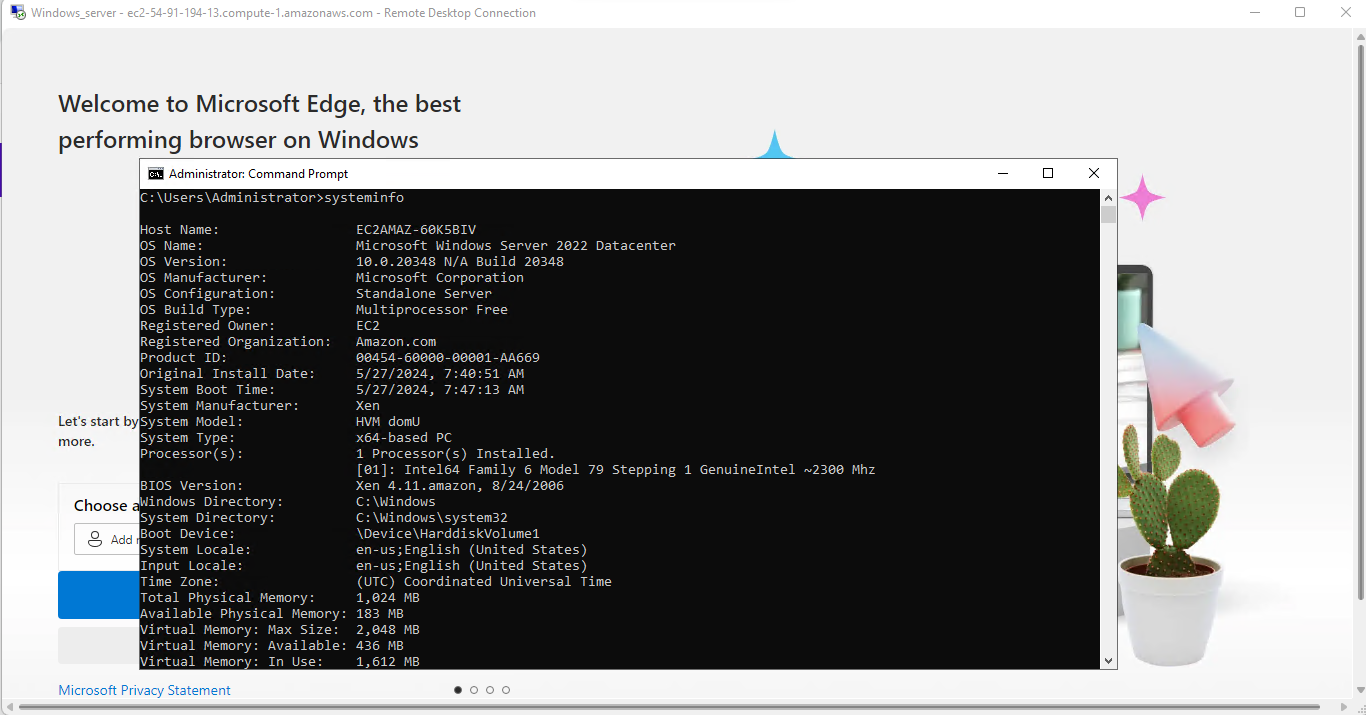 Windows_server - ec2-54-91-194-13.compute-1.amazonaws.com - Remote Desktop Connection
Welcome to Microsoft Edge, the best
performing browser on Windows
Administrator: Command Prompt
C:\Users\Administrator>systeminfo
Host Name: EC2AMAZ-60K5BIV
OS Name: Microsoft Windows Server 2022 Datacenter
OS Version: 10.0.20348 N/A Build 20348
OS Manufacturer: Microsoft Corporation
OS Configuration: Standalone Server
OS Build Type: Multiprocessor Free
Registered Owner: EC2
Registered Organization: Amazon.com
Product ID: 00454-60000-00001-AA669
Original Install Date: 5/27/2024, 7:40:51 AM
System Boot Time: 5/27/2024, 7:47:13 AM
System Manufacturer: Xen
System Model: HVM domU
System Type: x64-based PC
Processor(s): 1 Processor(s) Installed.
[01]: Intel64 Family 6 Model 79 Stepping 1 GenuineIntel ~2300 Mhz
BIOS Version: Xen 4.11.amazon, 8/24/2006
Windows Directory: C:\Windows
System Directory: C:\Windows\system32
Boot Device: \Device\HarddiskVolume1
System Locale: en-us;English (United States)
Input Locale: en-us;English (United States)
Time Zone: (UTC) Coordinated Universal Time
Total Physical Memory: 1,024 MB
Available Physical Memory: 183 MB
Virtual Memory: Max Size: 2,048 MB
Virtual Memory: Available: 436 MB
Virtual Memory: In Use: 1,612 MB
Let's start by
more.
Choose a
Add
Microsoft Privacy Statement